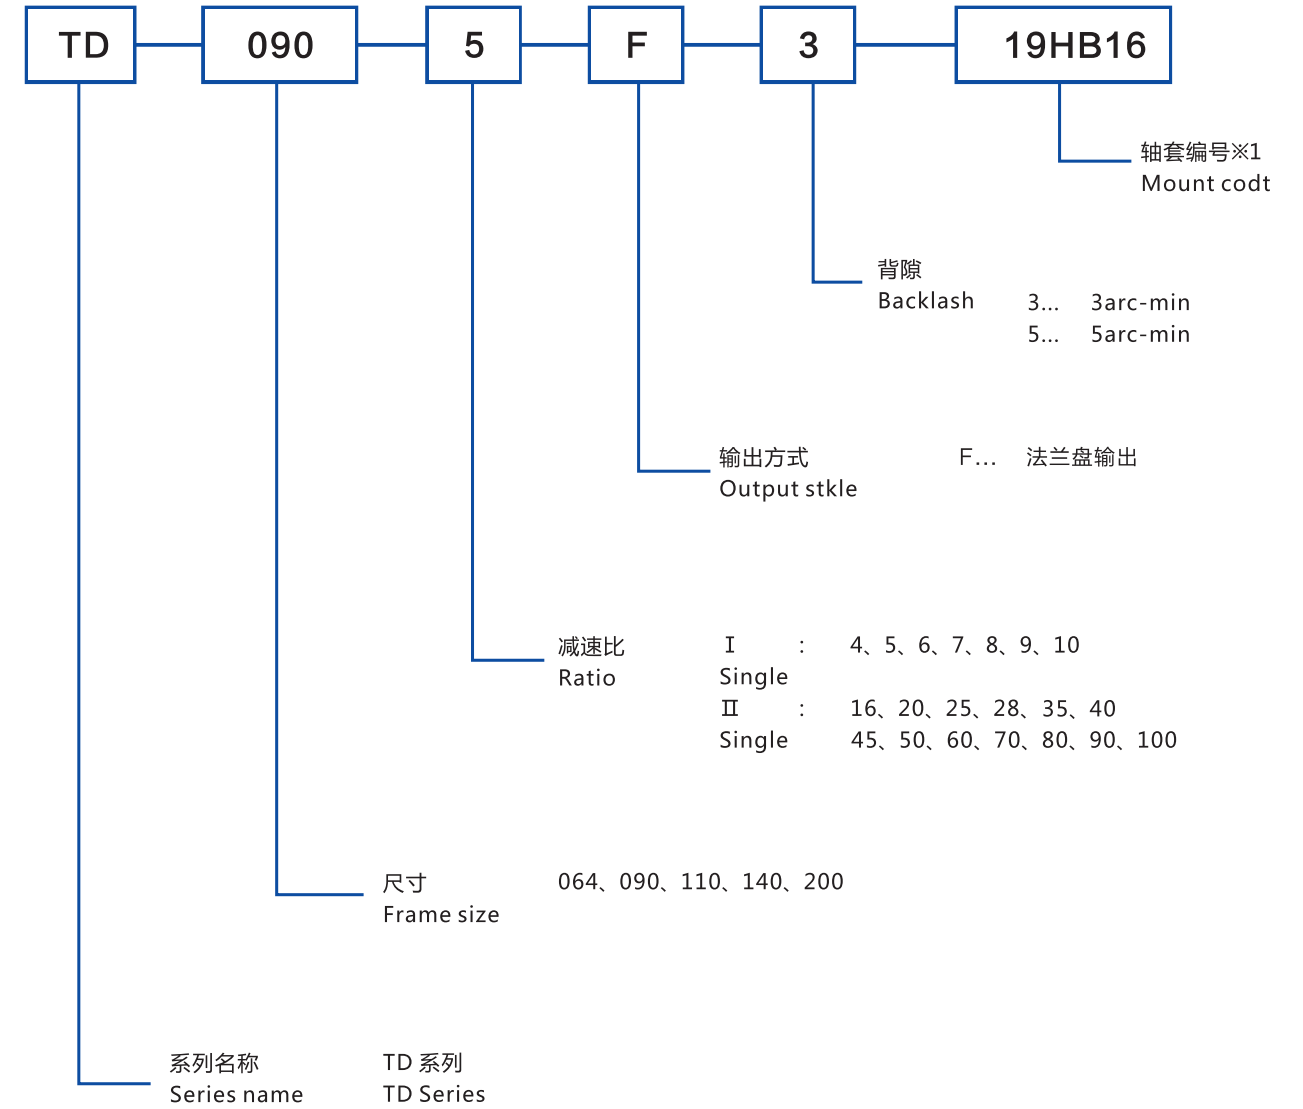 TD 090 5 F 3 19HB16
轴套编号※1
Mount codt
背隙
Backlash 3... 3arc-min
5... 5arc-min
输出方式 F... 法兰盘输出
Output stkle
减速比 Ⅰ : 4、5、6、7、8、9、10
Ratio Single
Ⅱ : 16、20、25、28、35、40
Single 45、50、60、70、80、90、100
尺寸 064、090、110、140、200
Frame size
系列名称 TD 系列
Series name TD Series